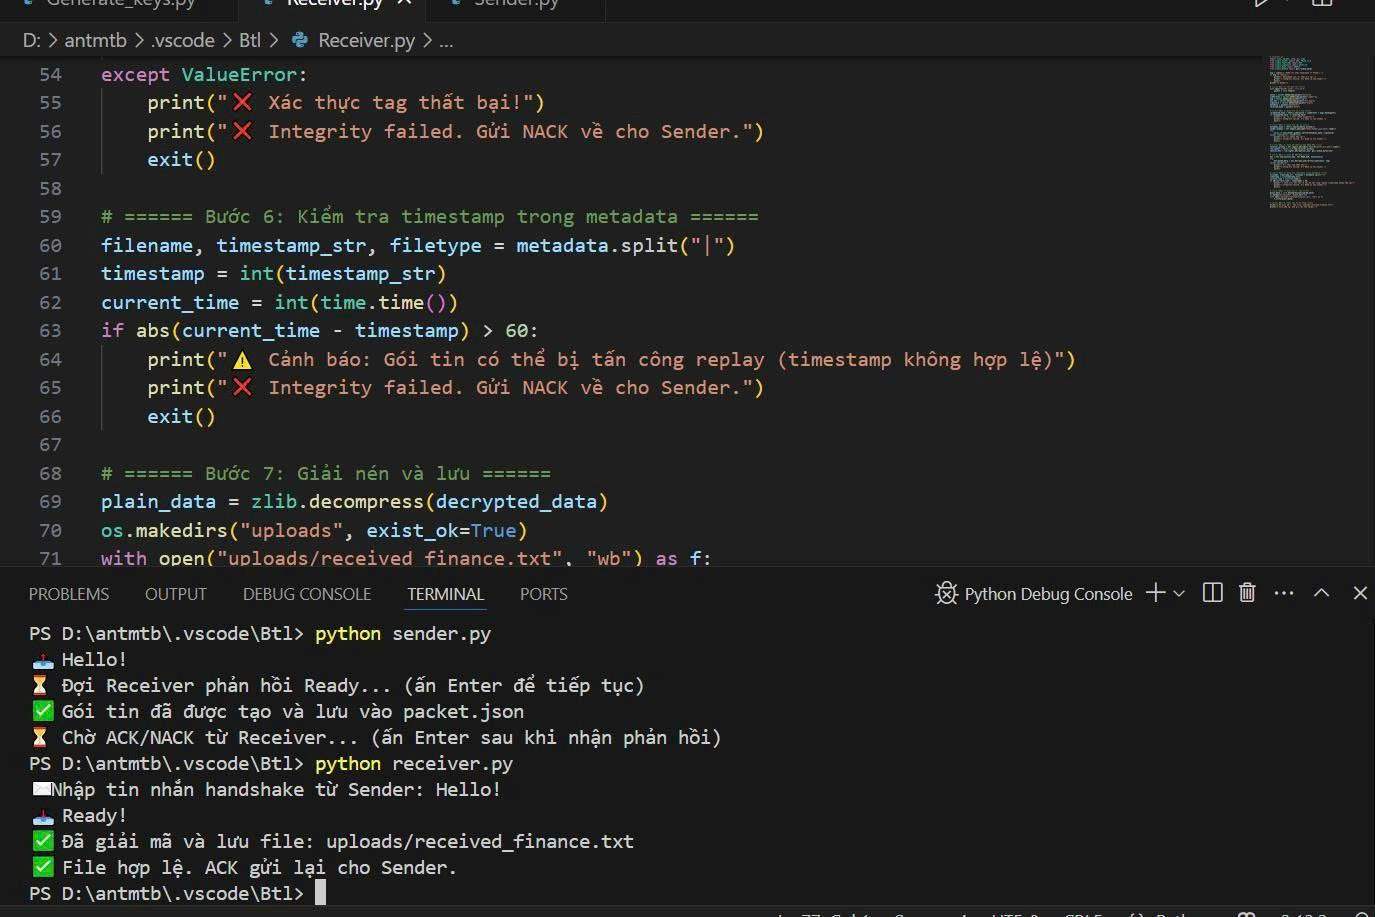 Generate_keys.py Receiver.py Sender.py
D: > antmtb > .vscode > Btl > Receiver.py > ...
54 except ValueError:
55 print("❌ Xác thực tag thất bại!")
56 print("❌ Integrity failed. Gửi NACK về cho Sender.")
57 exit()
58
59 # ====== Bước 6: Kiểm tra timestamp trong metadata ======
60 filename, timestamp_str, filetype = metadata.split("|")
61 timestamp = int(timestamp_str)
62 current_time = int(time.time())
63 if abs(current_time - timestamp) > 60:
64 print("⚠️ Cảnh báo: Gói tin có thể bị tấn công replay (timestamp không hợp lệ)")
65 print("❌ Integrity failed. Gửi NACK về cho Sender.")
66 exit()
67
68 # ====== Bước 7: Giải nén và lưu ======
69 plain_data = zlib.decompress(decrypted_data)
70 os.makedirs("uploads", exist_ok=True)
71 with open("uploads/received_finance.txt", "wb") as f:
PROBLEMS OUTPUT DEBUG CONSOLE TERMINAL PORTS Python Debug Console
PS D:\antmtb\.vscode\Btl> python sender.py
📤 Hello!
⏳ Đợi Receiver phản hồi Ready... (ấn Enter để tiếp tục)
✅ Gói tin đã được tạo và lưu vào packet.json
⏳ Chờ ACK/NACK từ Receiver... (ấn Enter sau khi nhận phản hồi)
PS D:\antmtb\.vscode\Btl> python receiver.py
✉️Nhập tin nhắn handshake từ Sender: Hello!
📤 Ready!
✅ Đã giải mã và lưu file: uploads/received_finance.txt
✅ File hợp lệ. ACK gửi lại cho Sender.
PS D:\antmtb\.vscode\Btl>